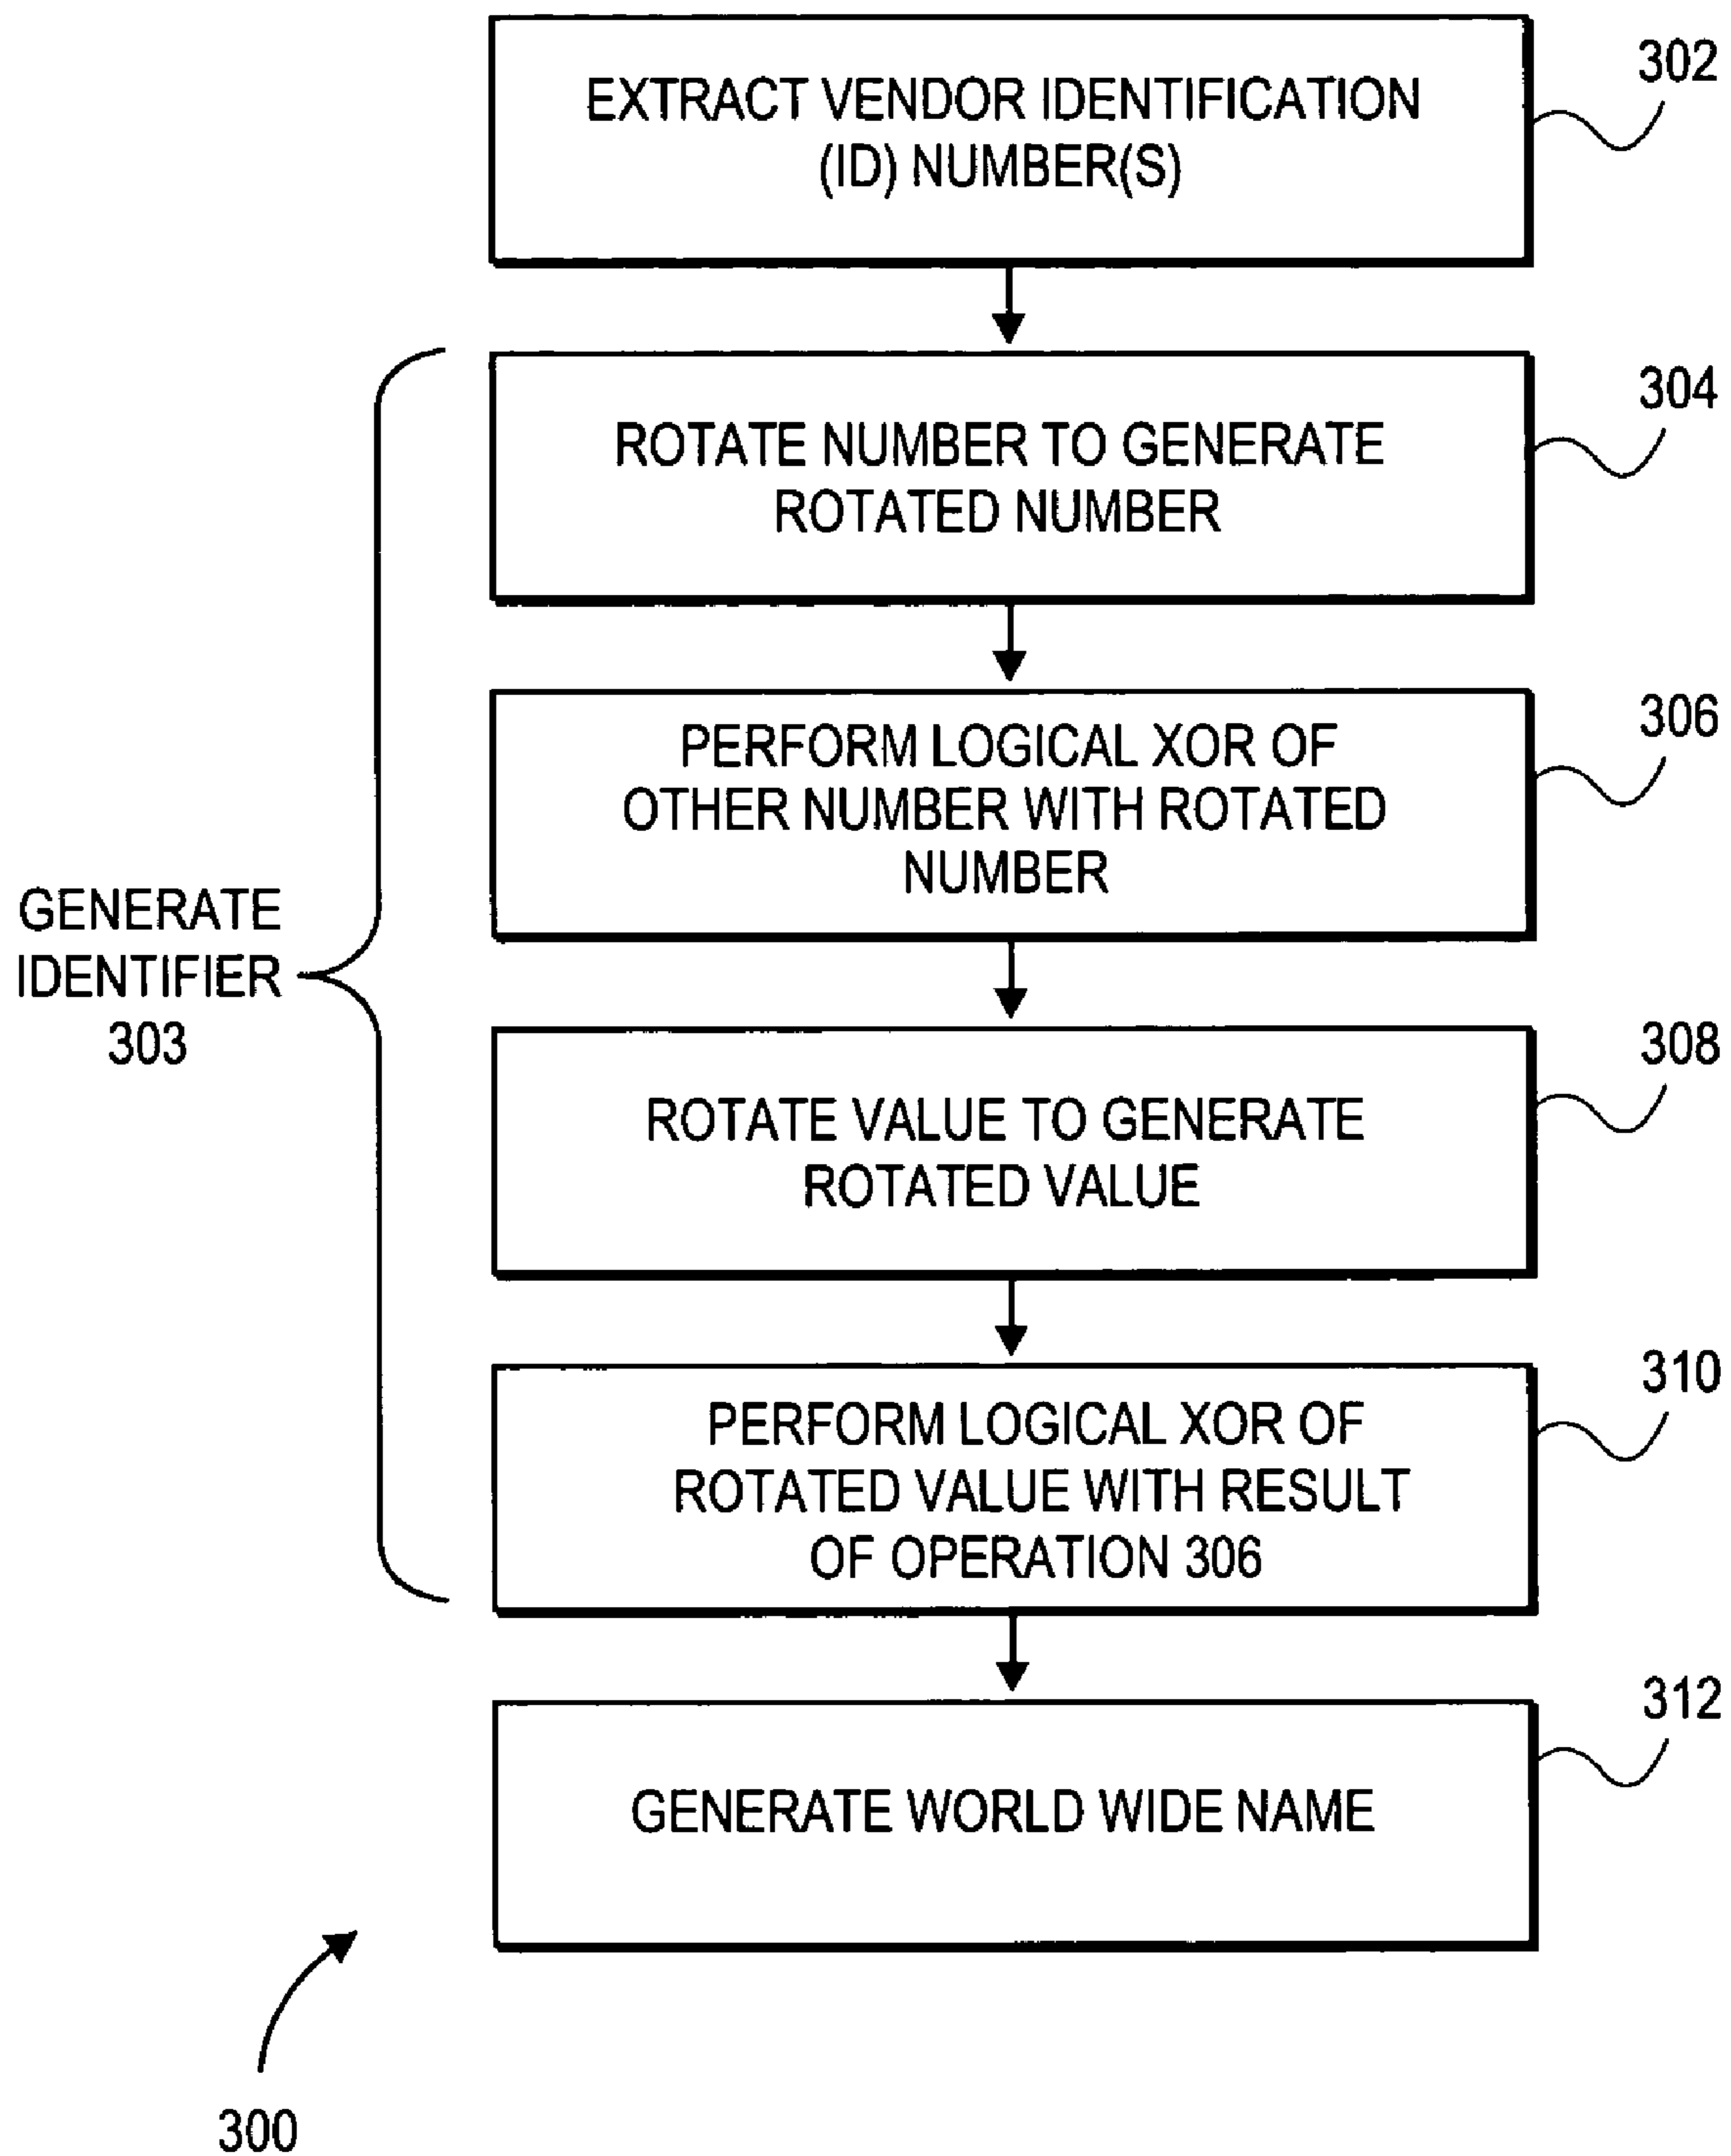 EXTRACT VENDOR IDENTIFICATION
(ID) NUMBER(S)
302
ROTATE NUMBER TO GENERATE
ROTATED NUMBER
304
PERFORM LOGICAL XOR OF
OTHER NUMBER WITH ROTATED
NUMBER
306
GENERATE
IDENTIFIER
303
ROTATE VALUE TO GENERATE
ROTATED VALUE
308
PERFORM LOGICAL XOR OF
ROTATED VALUE WITH RESULT
OF OPERATION 306
310
GENERATE WORLD WIDE NAME
312
300